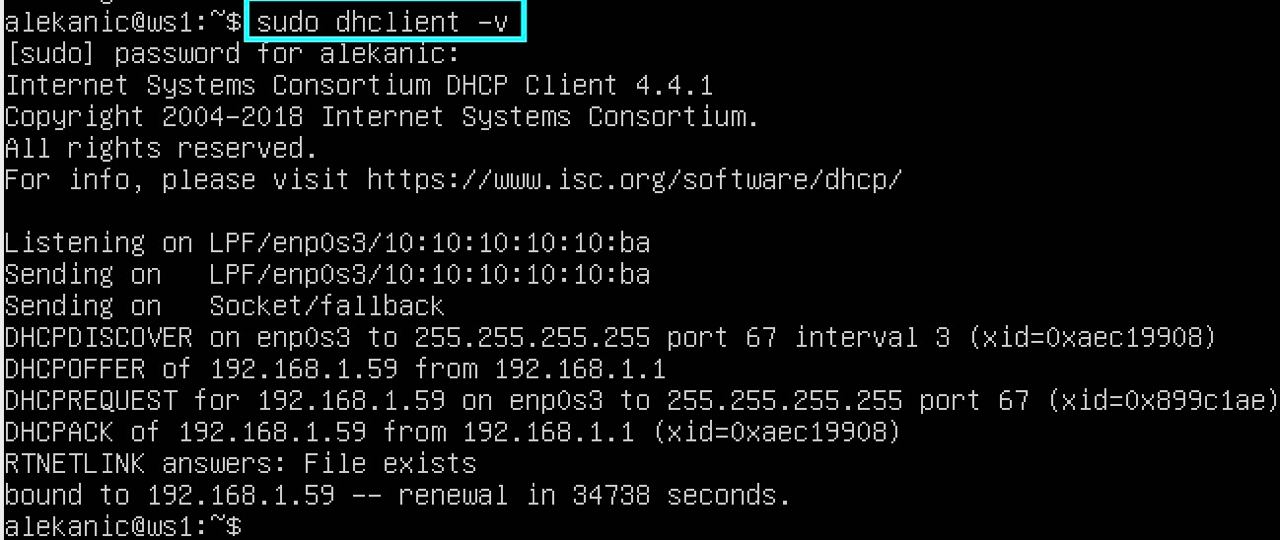 alekanic@ws1:~$ sudo dhclient -v
[sudo] password for alekanic:
Internet Systems Consortium DHCP Client 4.4.1
Copyright 2004-2018 Internet Systems Consortium.
All rights reserved.
For info, please visit https://www.isc.org/software/dhcp/
Listening on LPF/enp0s3/10:10:10:10:10:ba
Sending on   LPF/enp0s3/10:10:10:10:10:ba
Sending on   Socket/fallback
DHCPDISCOVER on enp0s3 to 255.255.255.255 port 67 interval 3 (xid=0xaec19908)
DHCPOFFER of 192.168.1.59 from 192.168.1.1
DHCPREQUEST for 192.168.1.59 on enp0s3 to 255.255.255.255 port 67 (xid=0x899c1ae)
DHCPACK of 192.168.1.59 from 192.168.1.1 (xid=0xaec19908)
RTNETLINK answers: File exists
bound to 192.168.1.59 -- renewal in 34738 seconds.
alekanic@ws1:~$